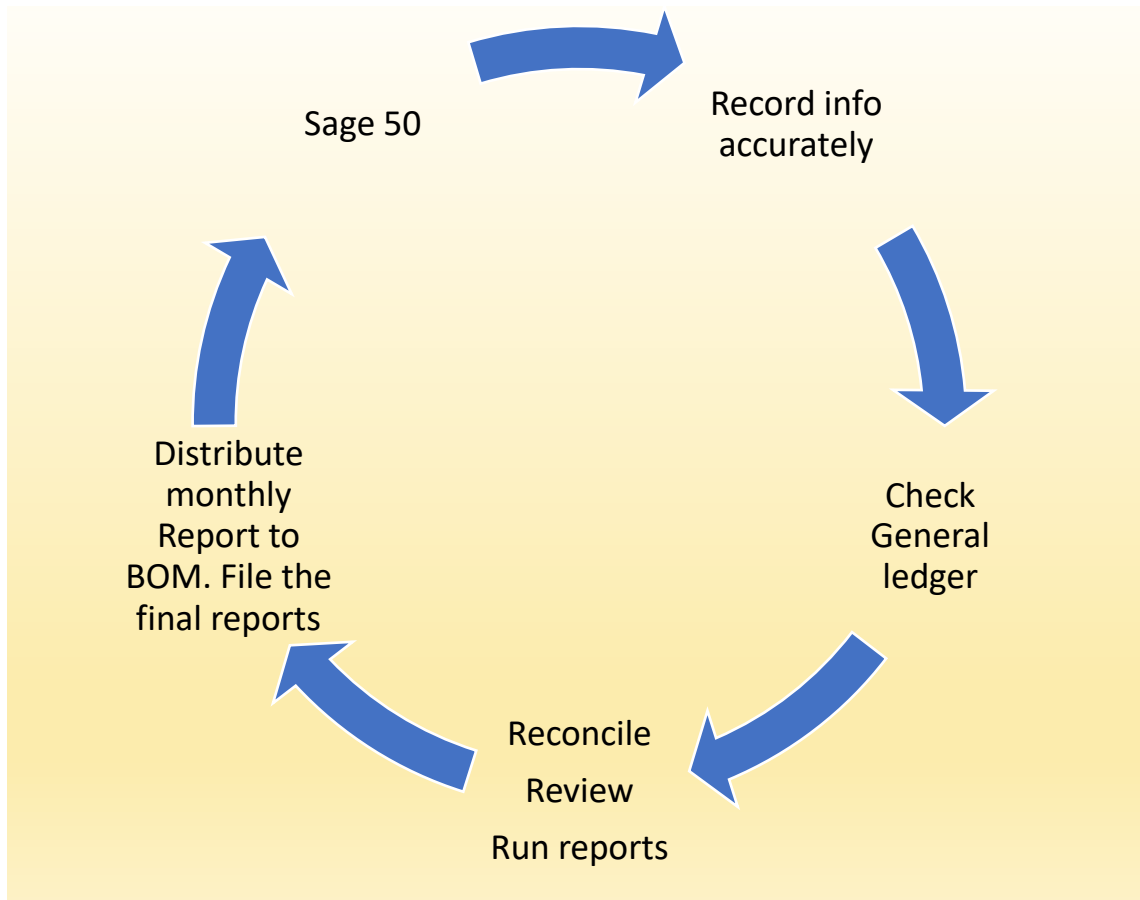 Sage 50
Record info
accurately
Check
General
ledger
Reconcile
Review
Run reports
Distribute
monthly
Report to
BOM. File the
final reports